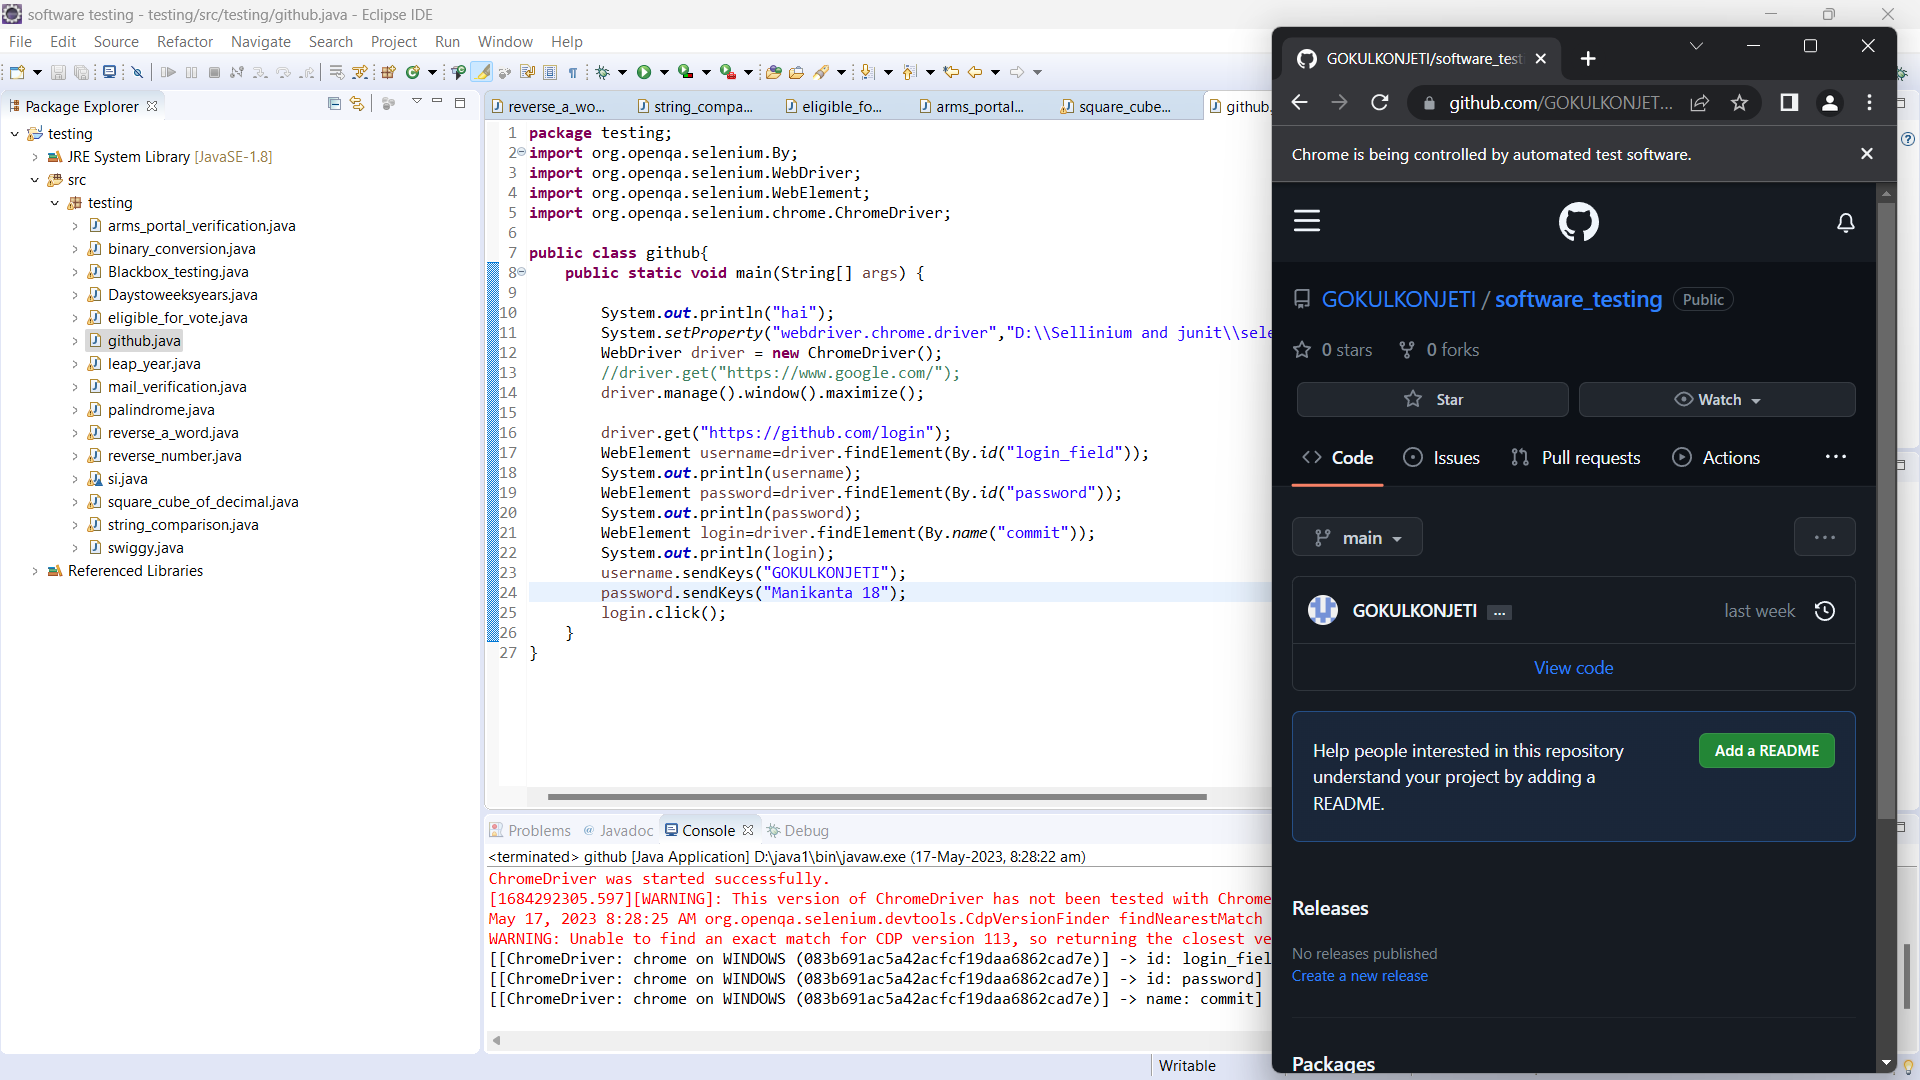 software testing - testing/src/testing/github.java - Eclipse IDE
File Edit Source Refactor Navigate Search Project Run Window Help
Package Explorer
testing
JRE System Library [JavaSE-1.8]
src
testing
arms_portal_verification.java
binary_conversion.java
Blackbox_testing.java
Daystoweeksyears.java
eligible_for_vote.java
github.java
leap_year.java
mail_verification.java
palindrome.java
reverse_a_word.java
reverse_number.java
si.java
square_cube_of_decimal.java
string_comparison.java
swiggy.java
Referenced Libraries
reverse_a_wo... string_compa... eligible_fo... arms_portal... square_cube... github.
1 package testing;
2 import org.openqa.selenium.By;
3 import org.openqa.selenium.WebDriver;
4 import org.openqa.selenium.WebElement;
5 import org.openqa.selenium.chrome.ChromeDriver;
6
7 public class github{
8 public static void main(String[] args) {
9
10 System.out.println("hai");
11 System.setProperty("webdriver.chrome.driver","D:\\Sellinium and junit\\sele
12 WebDriver driver = new ChromeDriver();
13 //driver.get("https://www.google.com/");
14 driver.manage().window().maximize();
15
16 driver.get("https://github.com/login");
17 WebElement username=driver.findElement(By.id("login_field"));
18 System.out.println(username);
19 WebElement password=driver.findElement(By.id("password"));
20 System.out.println(password);
21 WebElement login=driver.findElement(By.name("commit"));
22 System.out.println(login);
23 username.sendKeys("GOKULKONJETI");
24 password.sendKeys("Manikanta 18");
25 login.click();
26 }
27 }
Problems @ Javadoc Console Debug
<terminated> github [Java Application] D:\java1\bin\javaw.exe (17-May-2023, 8:28:22 am)
ChromeDriver was started successfully.
[1684292305.597][WARNING]: This version of ChromeDriver has not been tested with Chrome
May 17, 2023 8:28:25 AM org.openqa.selenium.devtools.CdpVersionFinder findNearestMatch
WARNING: Unable to find an exact match for CDP version 113, so returning the closest ve
[[ChromeDriver: chrome on WINDOWS (083b691ac5a42acfcf19daa6862cad7e)] -> id: login_fiel
[[ChromeDriver: chrome on WINDOWS (083b691ac5a42acfcf19daa6862cad7e)] -> id: password]
[[ChromeDriver: chrome on WINDOWS (083b691ac5a42acfcf19daa6862cad7e)] -> name: commit]
Writable
GOKULKONJETI/software_test
github.com/GOKULKONJET...
Chrome is being controlled by automated test software.
GOKULKONJETI / software_testing Public
0 stars 0 forks
Star Watch
Code Issues Pull requests Actions ...
main ...
GOKULKONJETI ... last week
View code
Help people interested in this repository
understand your project by adding a
README.
Add a README
Releases
No releases published
Create a new release
Packages